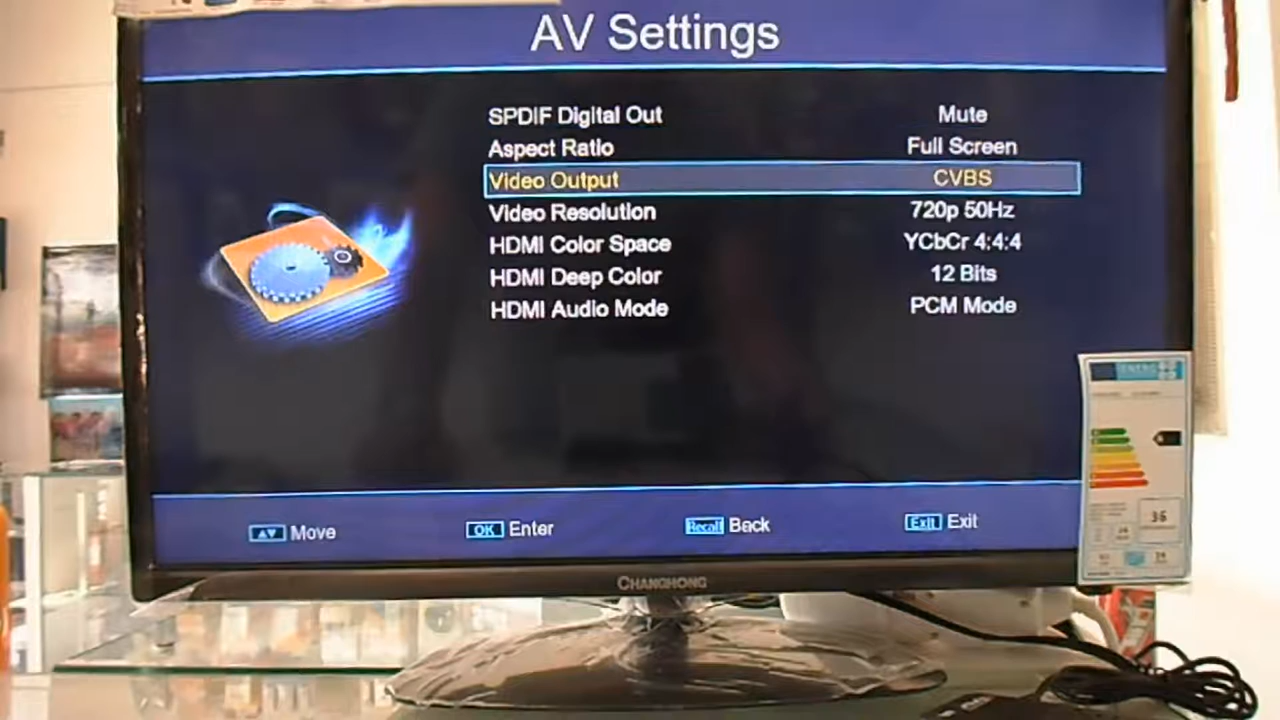 AV Settings
SPDIF Digital Out Mute
Aspect Ratio Full Screen
Video Output CVBS
Video Resolution 720p 50Hz
HDMI Color Space YCbCr 4:4:4
HDMI Deep Color 12 Bits
HDMI Audio Mode PCM Mode
▲▼ Move OK Enter Recall Back Exit Exit
CHANGHONG
36